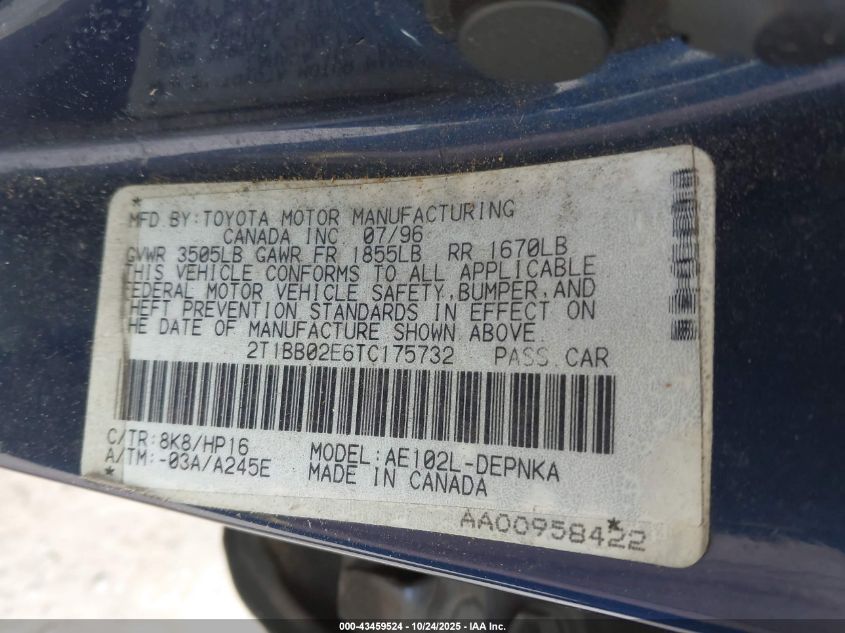 *
MFD.BY:TOYOTA MOTOR MANUFACTURING
CANADA INC 07/96
GVWR 3505LB GAWR FR 1855LB RR 1670LB
THIS VEHICLE CONFORMS TO ALL APPLICABLE
FEDERAL MOTOR VEHICLE SAFETY,BUMPER,AND
THEFT PREVENTION STANDARDS IN EFFECT ON
THE DATE OF MANUFACTURE SHOWN ABOVE.
2T1BB02E6TC175732 PASS.CAR
C/TR:8K8/HP16 MODEL:AE102L-DEPNKA
A/TM:-03A/A245E MADE IN CANADA
*
AA00958422
000-43459524 | 10/24/2025 | IAA Inc.